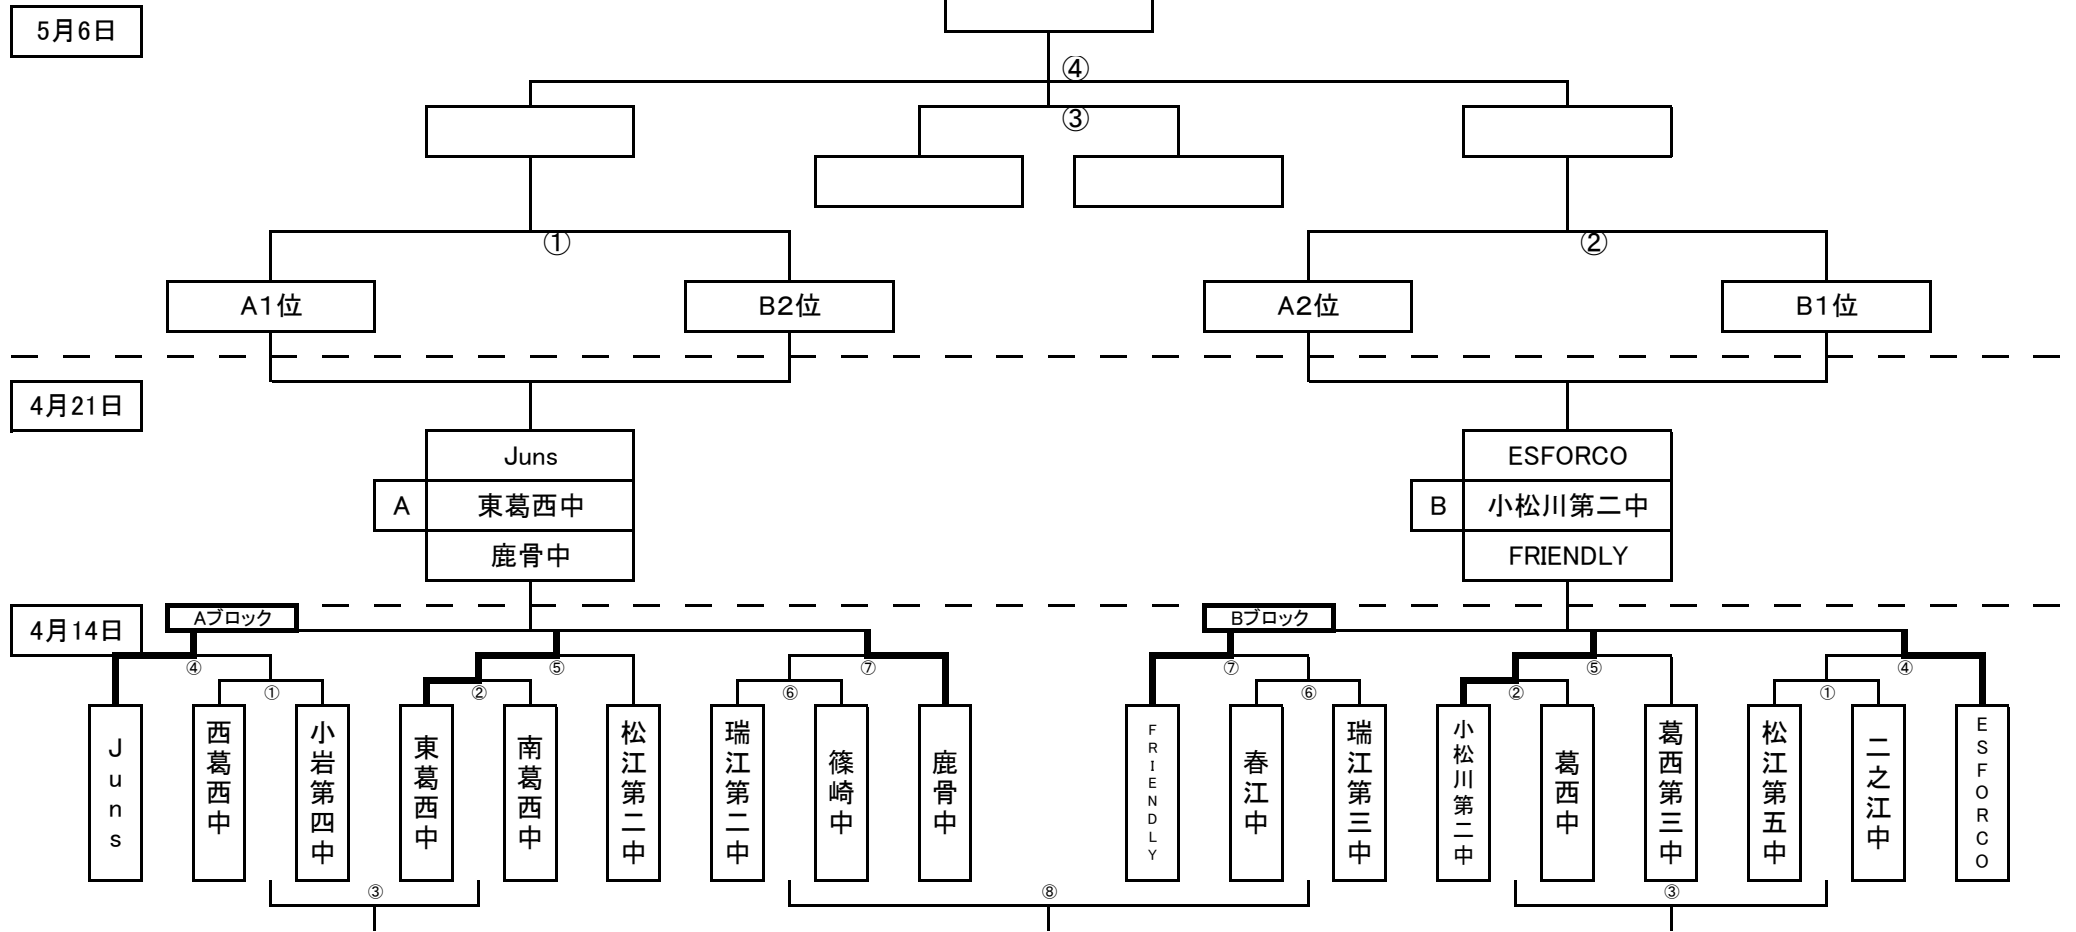 5月6日
④
③
①
②
A1位
B2位
A2位
B1位
4月21日
Juns
ESFORCO
A
東葛西中
B
小松川第二中
鹿骨中
FRIENDLY
4月14日
Aブロック
Bブロック
④
⑤
⑦
⑦
⑤
④
①
②
⑥
⑥
②
①
Juns
西葛西中
小岩第四中
東葛西中
南葛西中
松江第二中
瑞江第二中
篠崎中
鹿骨中
FRIENDLY
春江中
瑞江第三中
小松川第二中
葛西中
葛西第三中
松江第五中
二之江中
ESFORCO
③
⑧
③